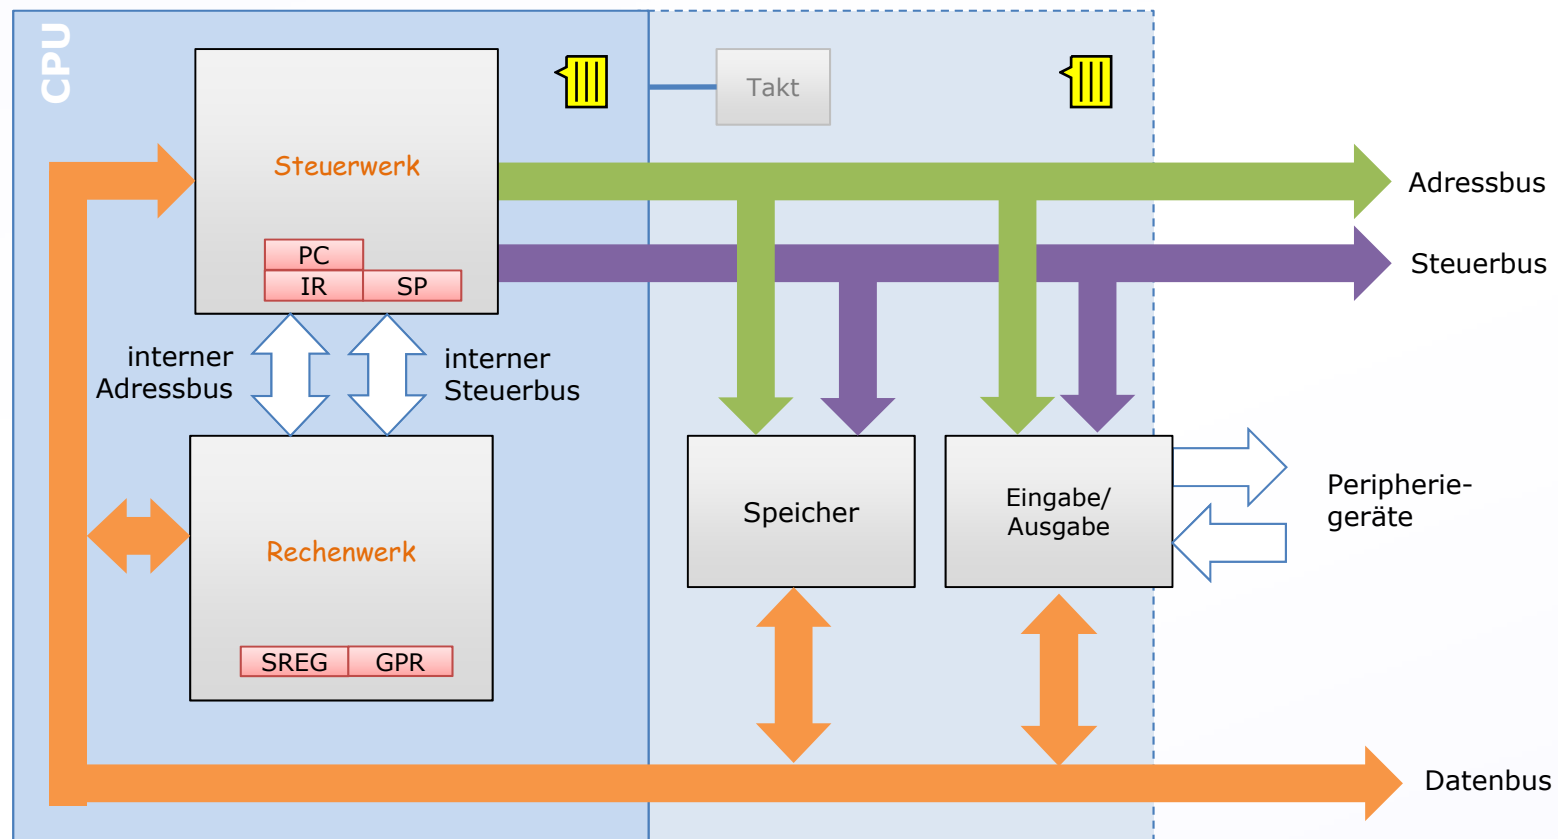 CPU
Takt
Steuerwerk
Adressbus
PC
IR
SP
Steuerbus
interner
Adressbus
interner
Steuerbus
Speicher
Eingabe/
Ausgabe
Peripherie-
geräte
Rechenwerk
SREG
GPR
Datenbus